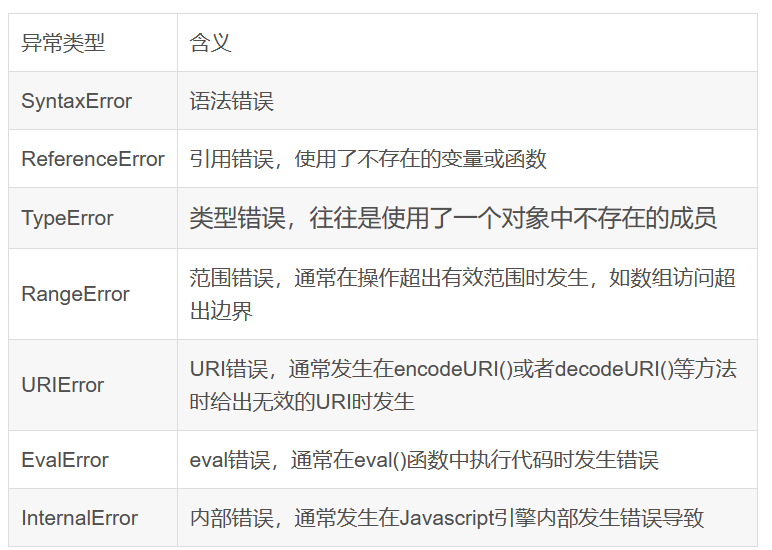 异常类型 含义
SyntaxError 语法错误
ReferenceError 引用错误，使用了不存在的变量或函数
TypeError 类型错误，往往是使用了一个对象中不存在的成员
RangeError 范围错误，通常在操作超出有效范围时发生，如数组访问超
出边界
URIError URI错误，通常发生在encodeURI()或者decodeURI()等方法
时给出无效的URI时发生
EvalError eval错误，通常在eval()函数中执行代码时发生错误
InternalError 内部错误，通常发生在Javascript引擎内部发生错误导致